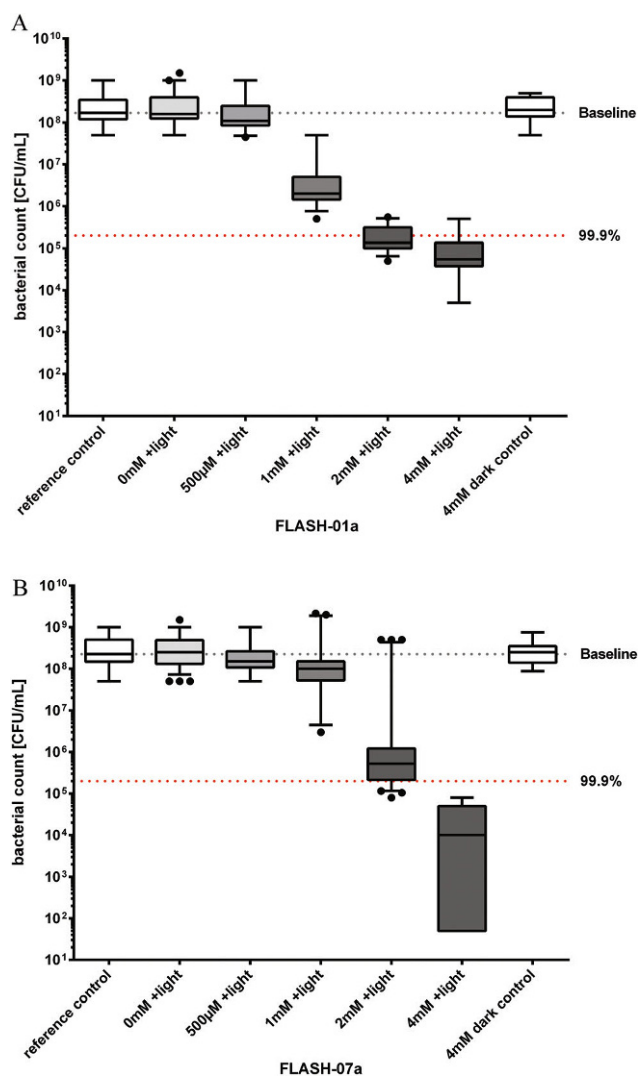 A
10^10
10^9
10^8
10^7
10^6
10^5
10^4
10^3
10^2
10^1
bacterial count [CFU/mL]
Baseline
99.9%
reference control
0mM +light
500µM +light
1mM +light
2mM +light
4mM +light
4mM dark control
FLASH-01a
B
10^10
10^9
10^8
10^7
10^6
10^5
10^4
10^3
10^2
10^1
bacterial count [CFU/mL]
Baseline
99.9%
reference control
0mM +light
500µM +light
1mM +light
2mM +light
4mM +light
4mM dark control
FLASH-07a